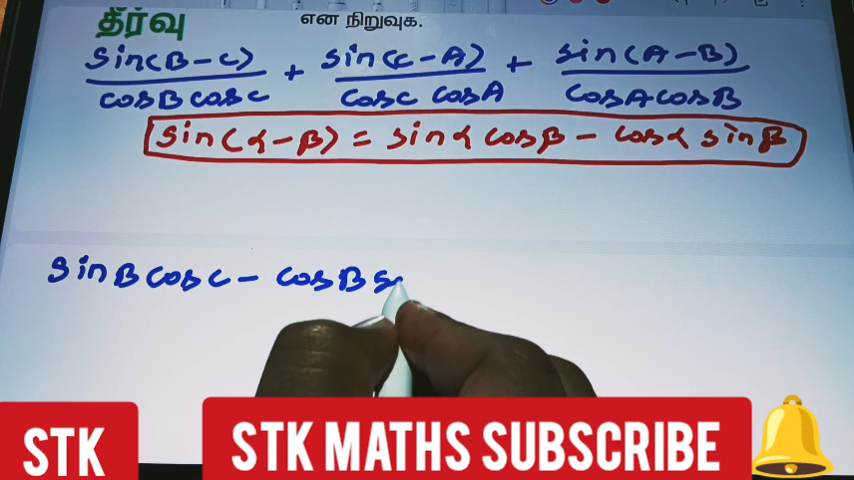 தீர்வு
என நிறுவுக.
sin(B-C)/cosB cosC + sin(C-A)/cosC cosA + sin(A-B)/cosA cosB
sin(α-β) = sinα cosβ - cosα sinβ
sinB cosC - cosB s
STK
STK MATHS SUBSCRIBE